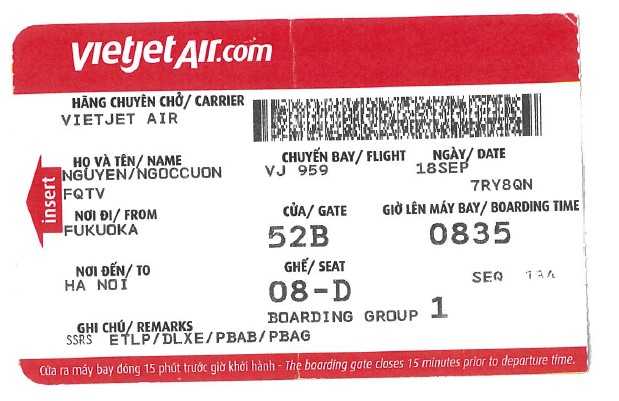 vietjetAir.com
HÃNG CHUYÊN CHỞ/ CARRIER
VIETJET AIR
HỌ VÀ TÊN/ NAME
NGUYEN/NGOCCUON
CHUYẾN BAY/ FLIGHT
VJ 959
NGÀY/ DATE
18SEP
7RY8QN
FQTV
insert
NƠI ĐI/ FROM
FUKUOKA
CỬA/ GATE
52B
GIỜ LÊN MÁY BAY/ BOARDING TIME
0835
NƠI ĐẾN/ TO
HA NOI
GHẾ/ SEAT
08-D
SEQ
BOARDING GROUP 1
GHI CHÚ/ REMARKS
SSRS ETLP/DLXE/PBAB/PBAG
Cửa ra máy bay đóng 15 phút trước giờ khởi hành - The boarding gate closes 15 minutes prior to departure time.